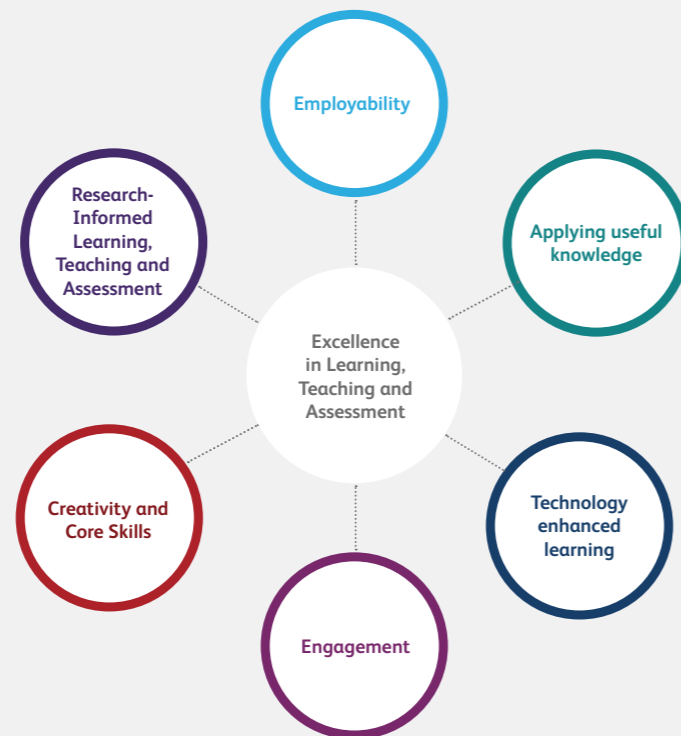 Employability
Research-
Informed
Learning,
Teaching and
Assessment
Applying useful
knowledge
Excellence
in Learning,
Teaching and
Assessment
Creativity and
Core Skills
Technology
enhanced
learning
Engagement